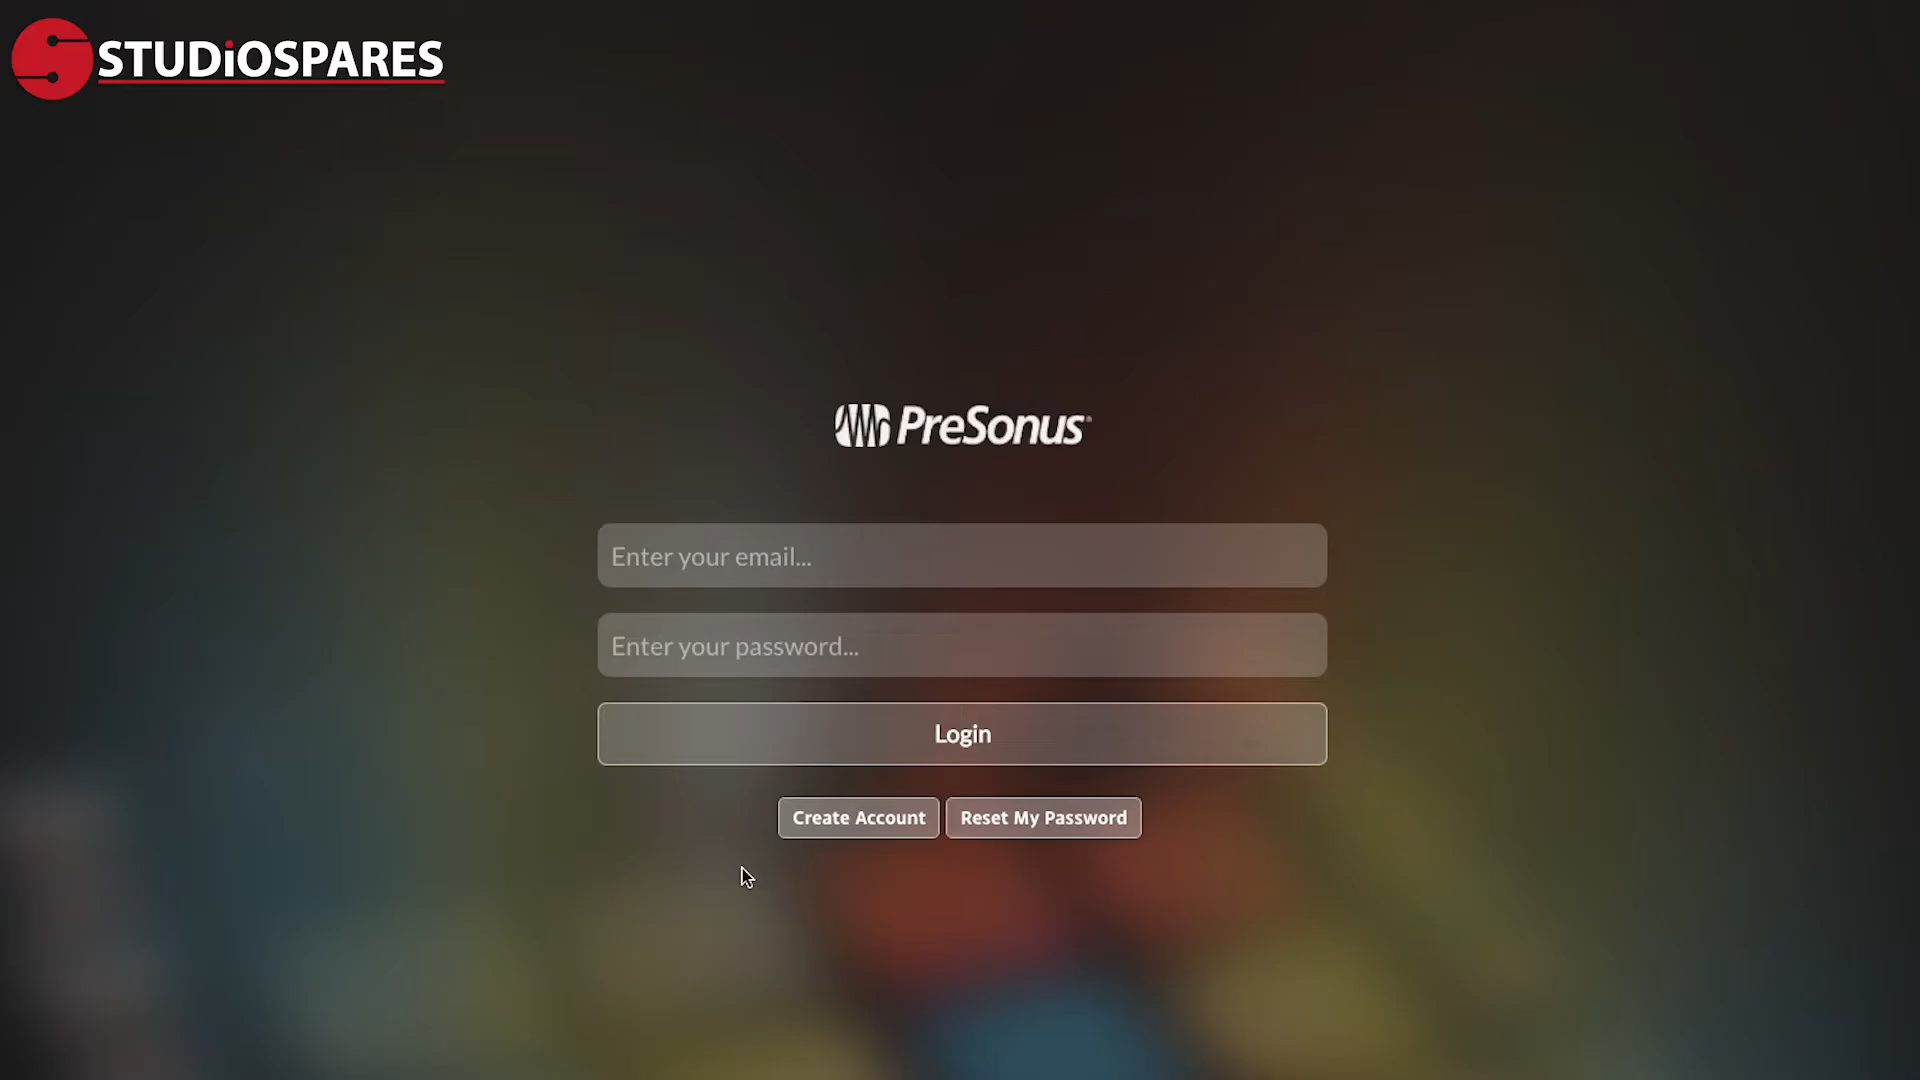 STUDiOSPARES
PreSonus
Enter your email...
Enter your password...
Login
Create Account
Reset My Password